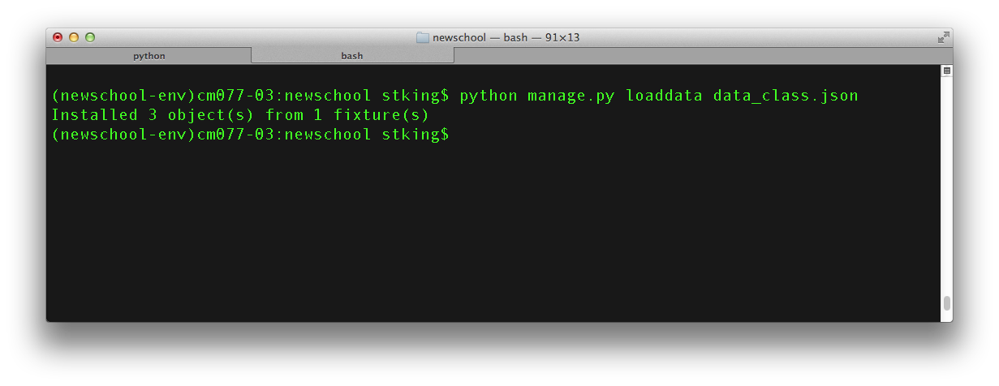 newschool — bash — 91×13
python bash
(newschool-env)cm077-03:newschool stking$ python manage.py loaddata data_class.json
Installed 3 object(s) from 1 fixture(s)
(newschool-env)cm077-03:newschool stking$